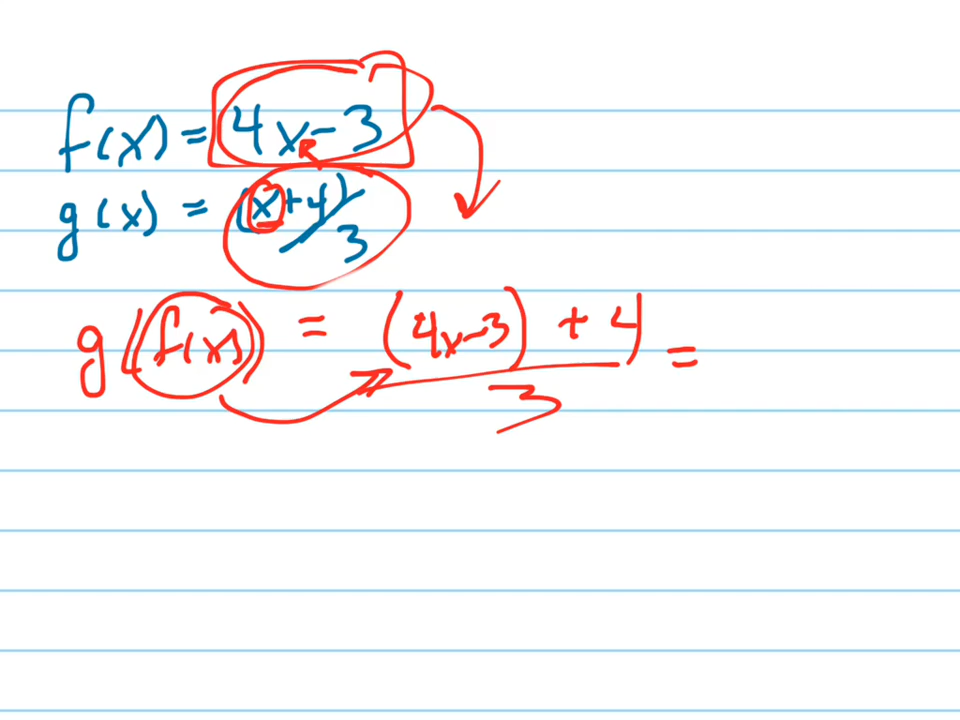 f(x) = 4x-3
g(x) = (x+4)/3
g(f(x)) = (4x-3)+4)/3 =